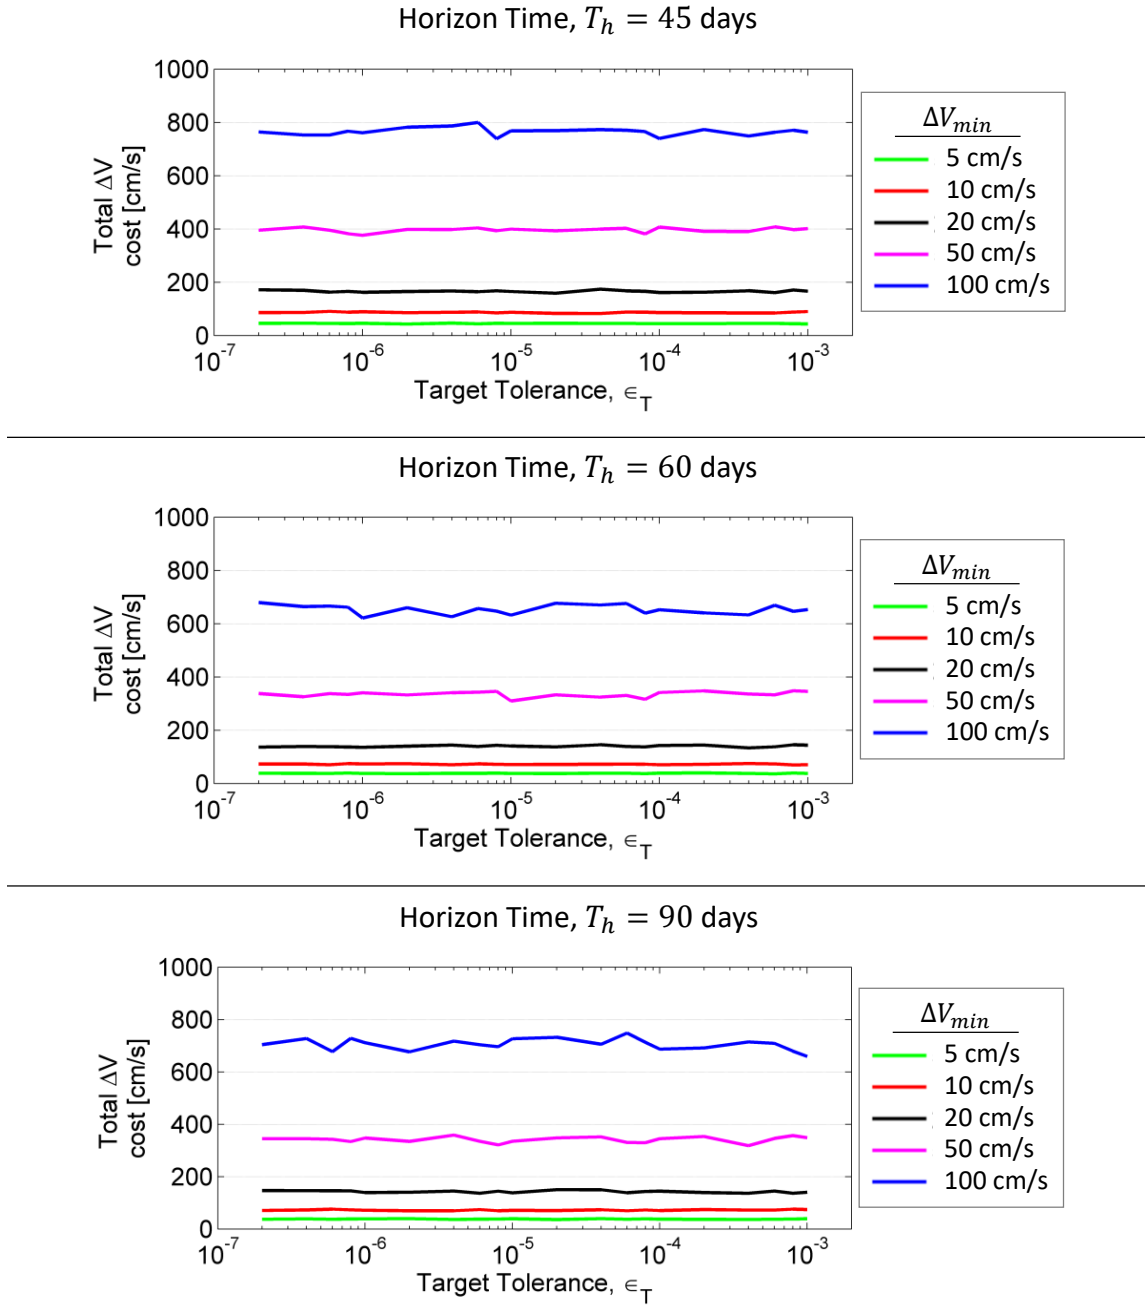 Horizon Time, T_h = 45 days
Total ΔV
cost [cm/s]
1000
800
600
400
200
0
10^-7
10^-6
10^-5
10^-4
10^-3
Target Tolerance, ∈_T
ΔV_min
5 cm/s
10 cm/s
20 cm/s
50 cm/s
100 cm/s
Horizon Time, T_h = 60 days
Total ΔV
cost [cm/s]
1000
800
600
400
200
0
10^-7
10^-6
10^-5
10^-4
10^-3
Target Tolerance, ∈_T
ΔV_min
5 cm/s
10 cm/s
20 cm/s
50 cm/s
100 cm/s
Horizon Time, T_h = 90 days
Total ΔV
cost [cm/s]
1000
800
600
400
200
0
10^-7
10^-6
10^-5
10^-4
10^-3
Target Tolerance, ∈_T
ΔV_min
5 cm/s
10 cm/s
20 cm/s
50 cm/s
100 cm/s